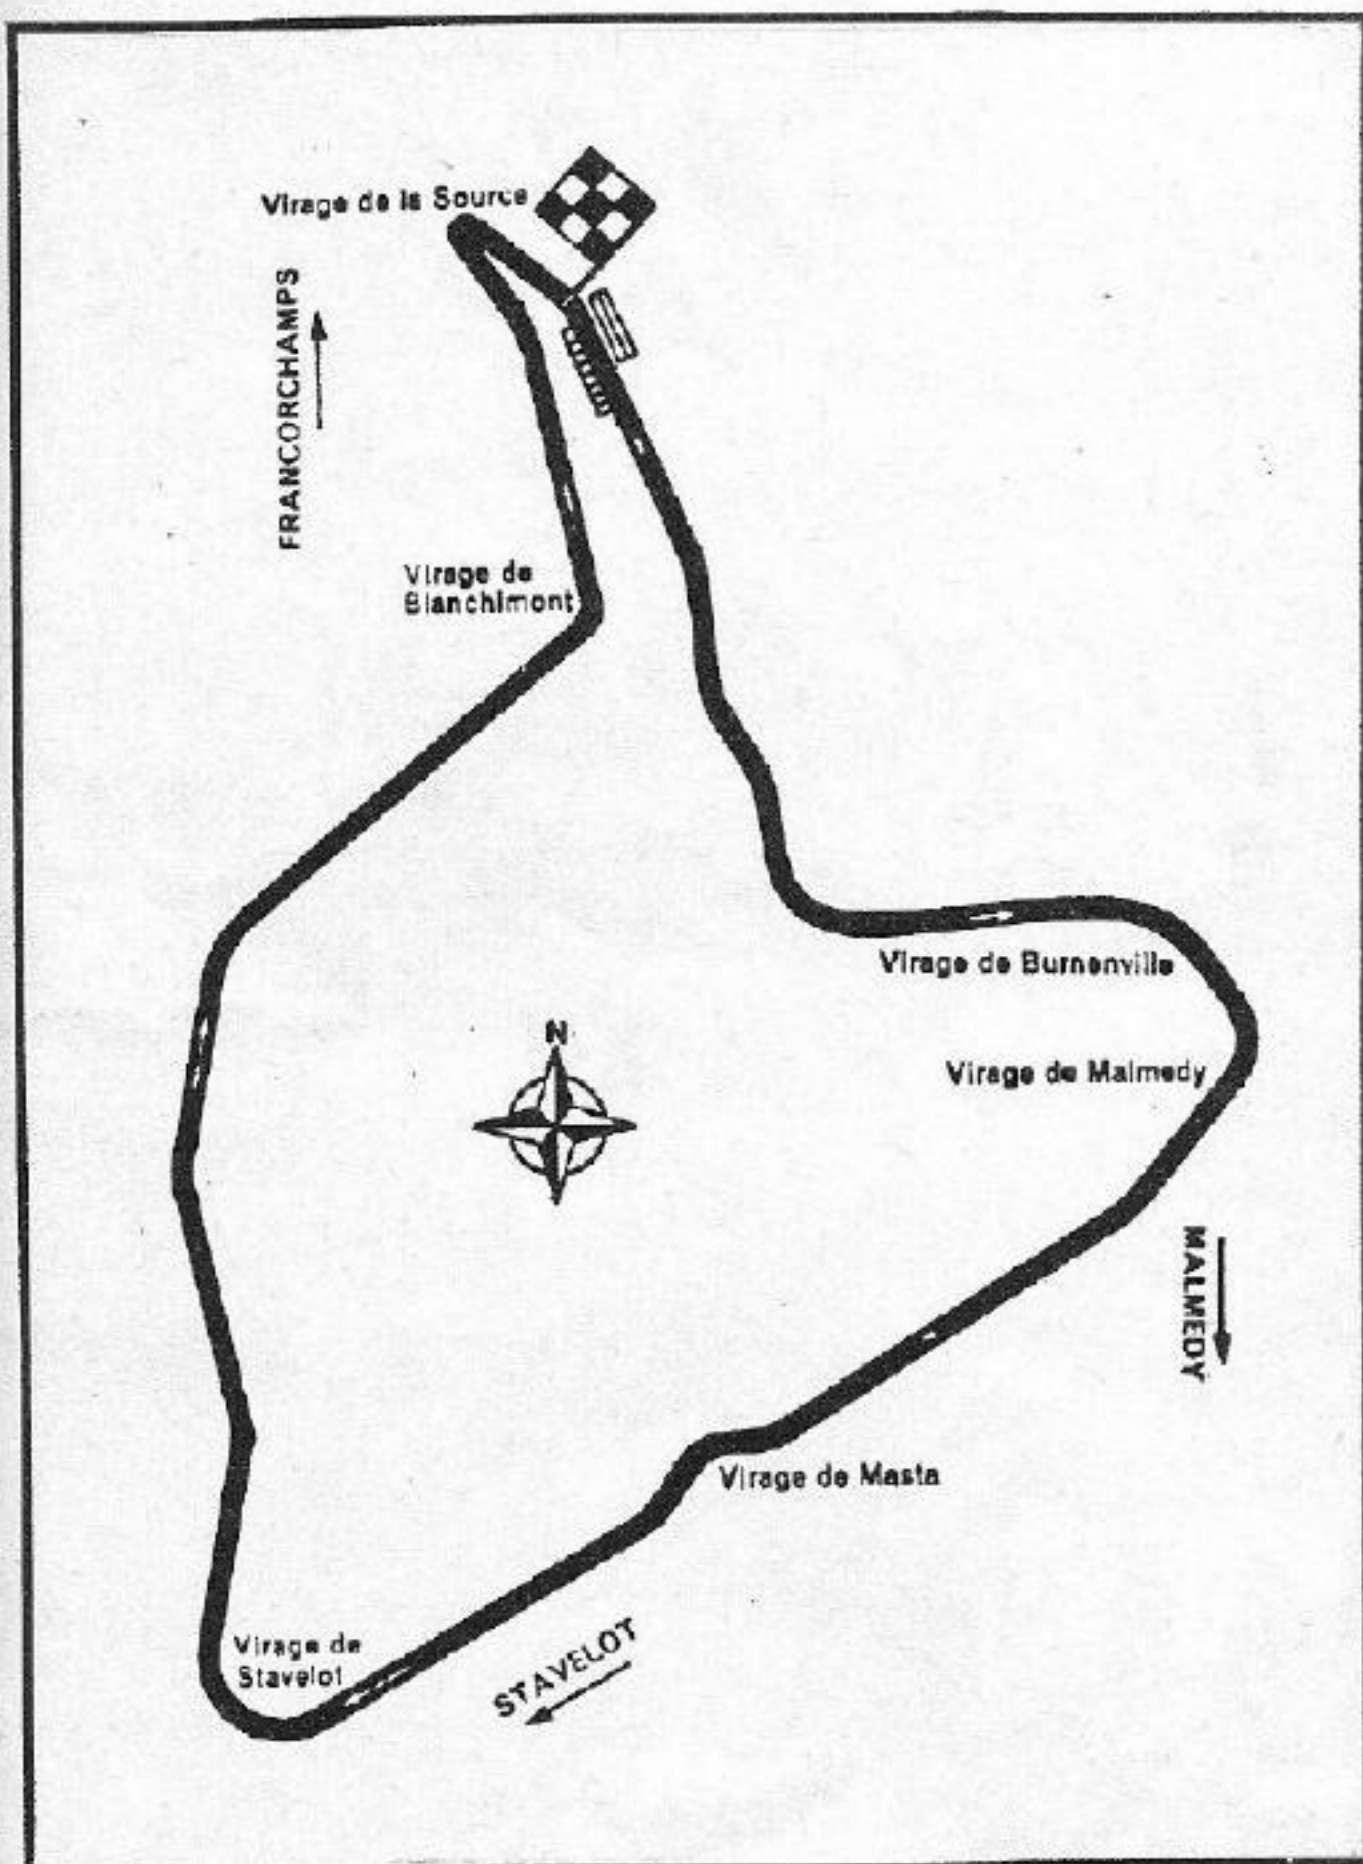 Virage de la Source
FRANCORCHAMPS
Virage de
Blanchimont
Virage de Burnenville
N
Virage de Malmedy
MALMEDY
Virage de Masta
STAVELOT
Virage de
Stavelot